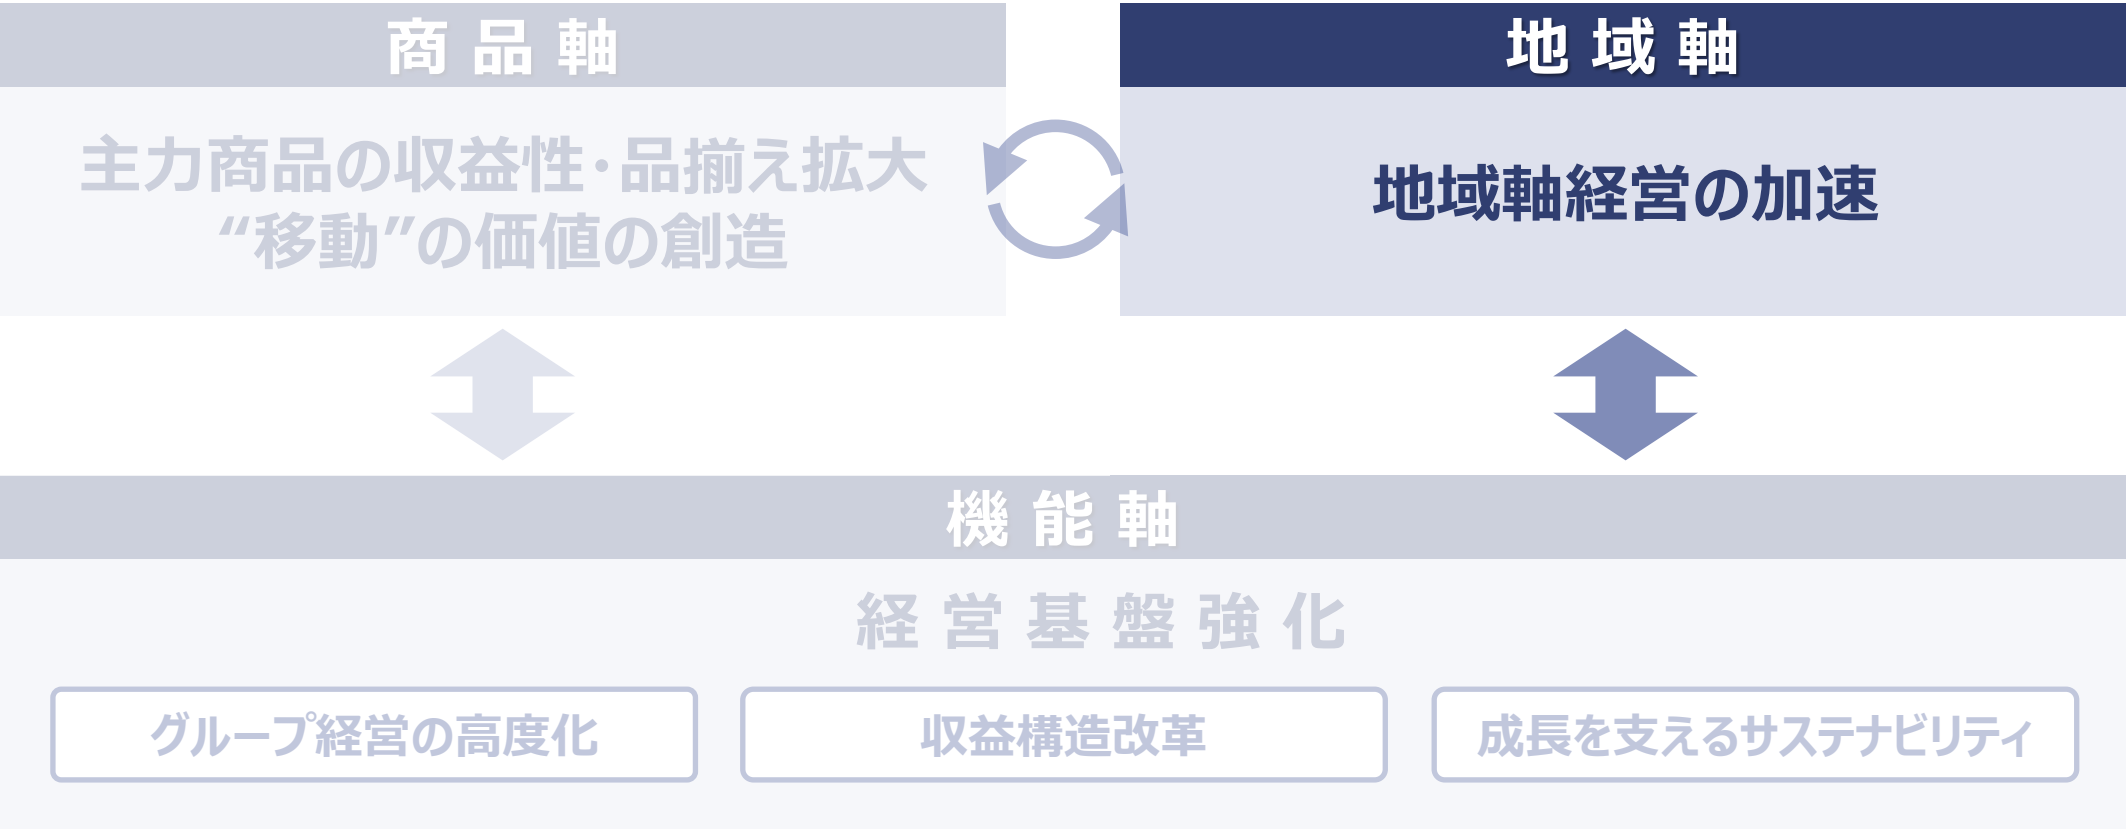 商品軸
主力商品の収益性・品揃え拡大
“移動”の価値の創造
地域軸
地域軸経営の加速
機能軸
経営基盤強化
グループ経営の高度化
収益構造改革
成長を支えるサステナビリティ